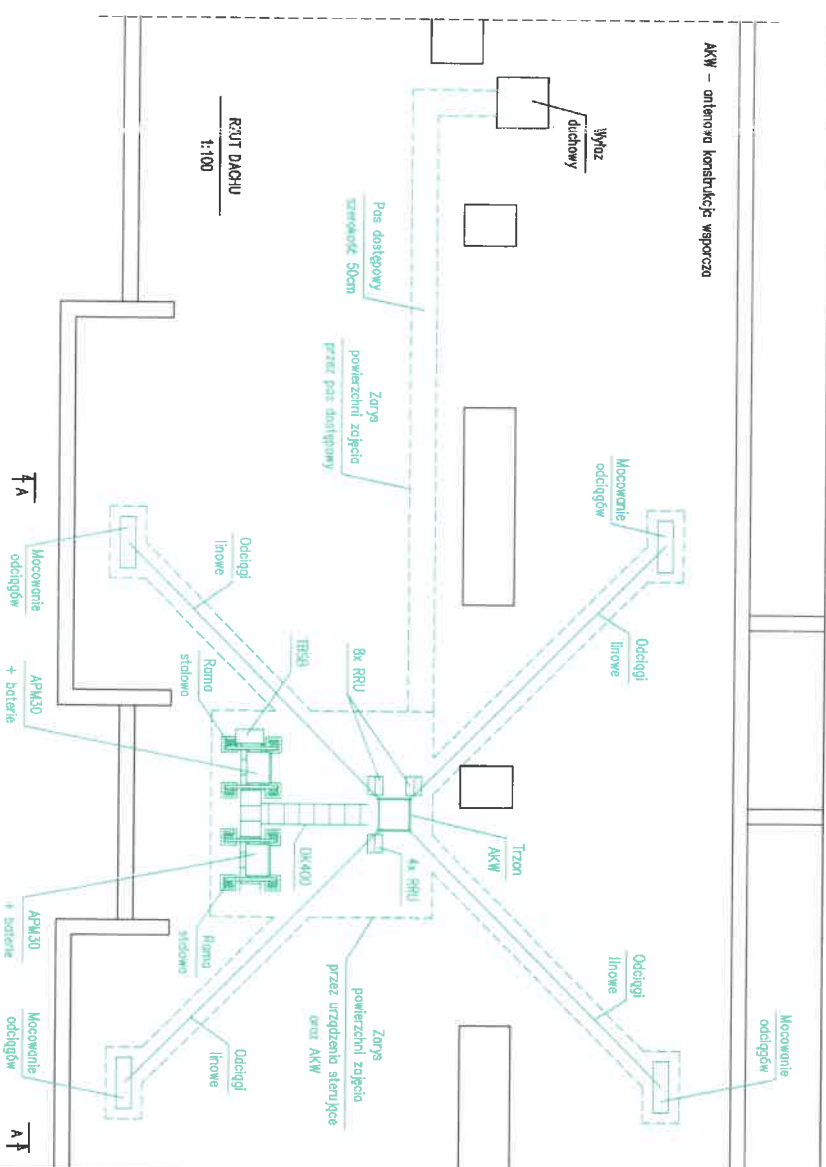 AKW – antenowa konstrukcja wsporcza
Wyłaz
dachowy
RZUT DACHU
1:100
Pas dostępowy
szerokość 50cm
Zarys
powierzchni zajęcia
przez pas dostępowy
Mocowanie
odciągów
Odciągi
linowe
Mocowanie
odciągów
Odciągi
linowe
Trzon
AKW
8x RRU
4x RRU
Odciągi
linowe
Mocowanie
odciągów
Rama
stalowa
APM30
+ baterie
DK400
Rama
stalowa
APM30
+ baterie
Zarys
powierzchni zajęcia
przez urządzenia sterujące
oraz AKW
Odciągi
linowe
Mocowanie
odciągów
A
A